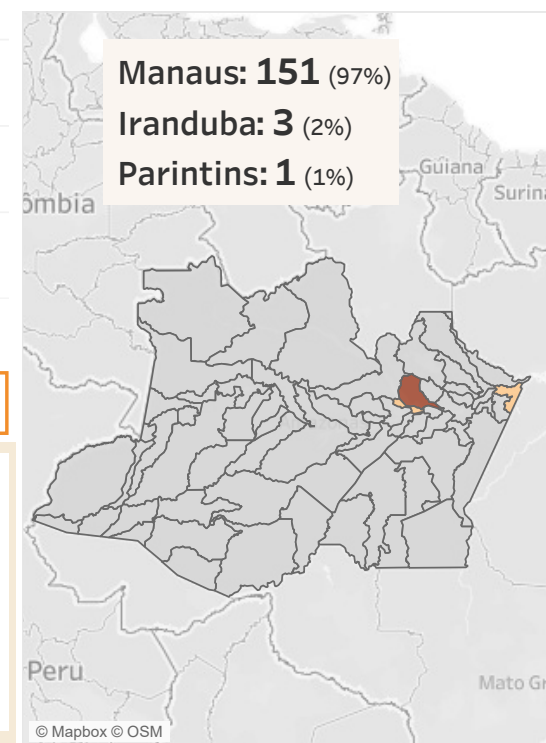 Manaus: 151 (97%)
Iranduba: 3 (2%)
Parintins: 1 (1%)
Guiana
Surin
ômbia
Peru
Mato Gr
© Mapbox © OSM